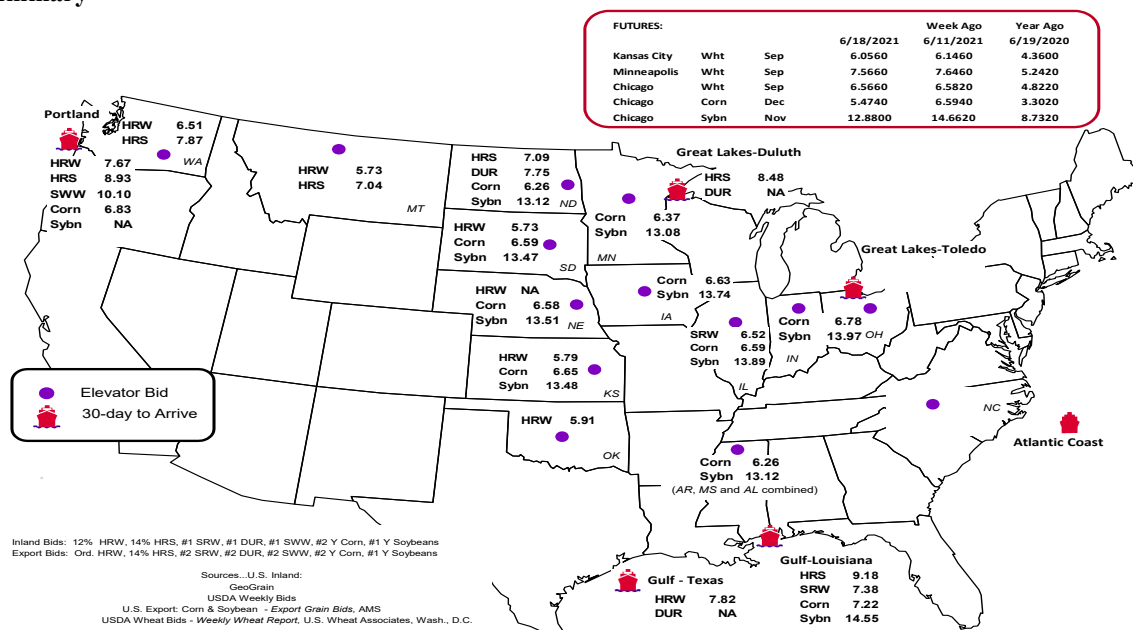 FUTURES: Week Ago Year Ago
6/18/2021 6/11/2021 6/19/2020
Kansas City Wht Sep 6.0560 6.1460 4.3600
Minneapolis Wht Sep 7.5660 7.6460 5.2420
Chicago Wht Sep 6.5660 6.5820 4.8220
Chicago Corn Dec 5.4740 6.5940 3.3020
Chicago Sybn Nov 12.8800 14.6620 8.7320
Portland
HRW 7.67
HRS 8.93
SWW 10.10
Corn 6.83
Sybn NA
HRW 6.51
HRS 7.87
WA
HRW 5.73
HRS 7.04
MT
HRS 7.09
DUR 7.75
Corn 6.26
Sybn 13.12
ND
HRW 5.73
Corn 6.59
Sybn 13.47
SD
HRW NA
Corn 6.58
Sybn 13.51
NE
HRW 5.79
Corn 6.65
Sybn 13.48
KS
HRW 5.91
OK
Great Lakes-Duluth
HRS 8.48
DUR NA
Corn 6.37
Sybn 13.08
MN
Corn 6.63
Sybn 13.74
IA
SRW 6.52
Corn 6.59
Sybn 13.89
IL
Great Lakes-Toledo
Corn 6.78
Sybn 13.97
IN
OH
NC
Atlantic Coast
Corn 6.26
Sybn 13.12
(AR, MS and AL combined)
Elevator Bid
30-day to Arrive
Gulf - Texas
HRW 7.82
DUR NA
Gulf-Louisiana
HRS 9.18
SRW 7.38
Corn 7.22
Sybn 14.55
Inland Bids: 12% HRW, 14% HRS, #1 SRW, #1 DUR, #1 SWW, #2 Y Corn, #1 Y Soybeans
Export Bids: Ord. HRW, 14% HRS, #2 SRW, #2 DUR, #2 SWW, #2 Y Corn, #1 Y Soybeans
Sources...U.S. Inland:
GeoGrain
USDA Weekly Bids
U.S. Export: Corn & Soybean - Export Grain Bids, AMS
USDA Wheat Bids - Weekly Wheat Report, U.S. Wheat Associates, Wash., D.C.